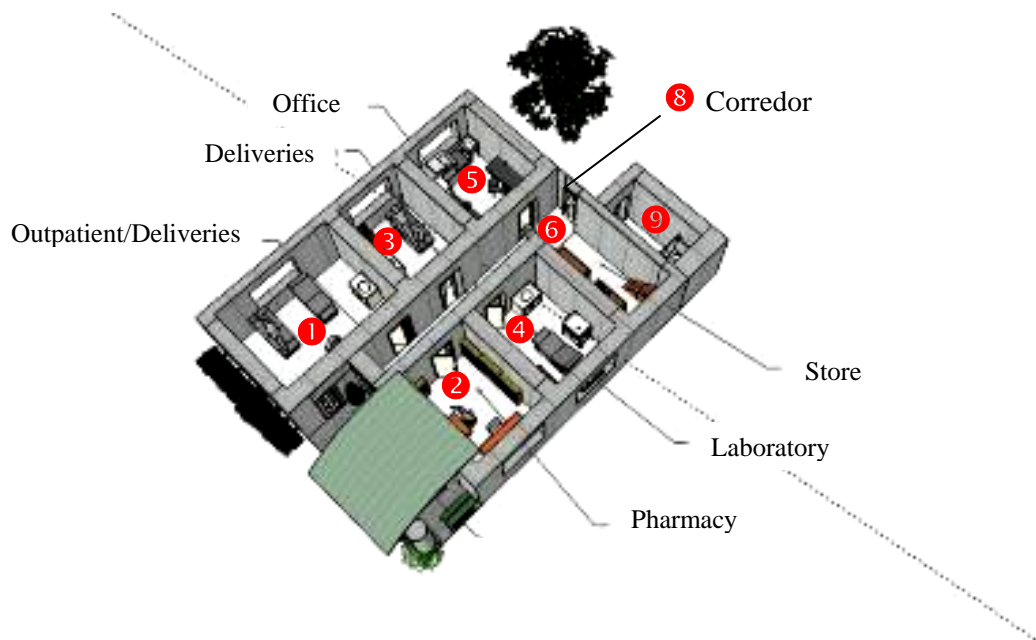 8 Corredor
Office
Deliveries
5
9
Outpatient/Deliveries
3
6
1
4
Store
2
Laboratory
Pharmacy